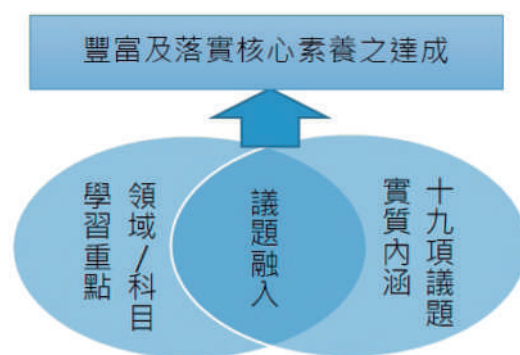 豐富及落實核心素養之達成
領域/科目
學習重點
議題融入
十九項議題
實質內涵